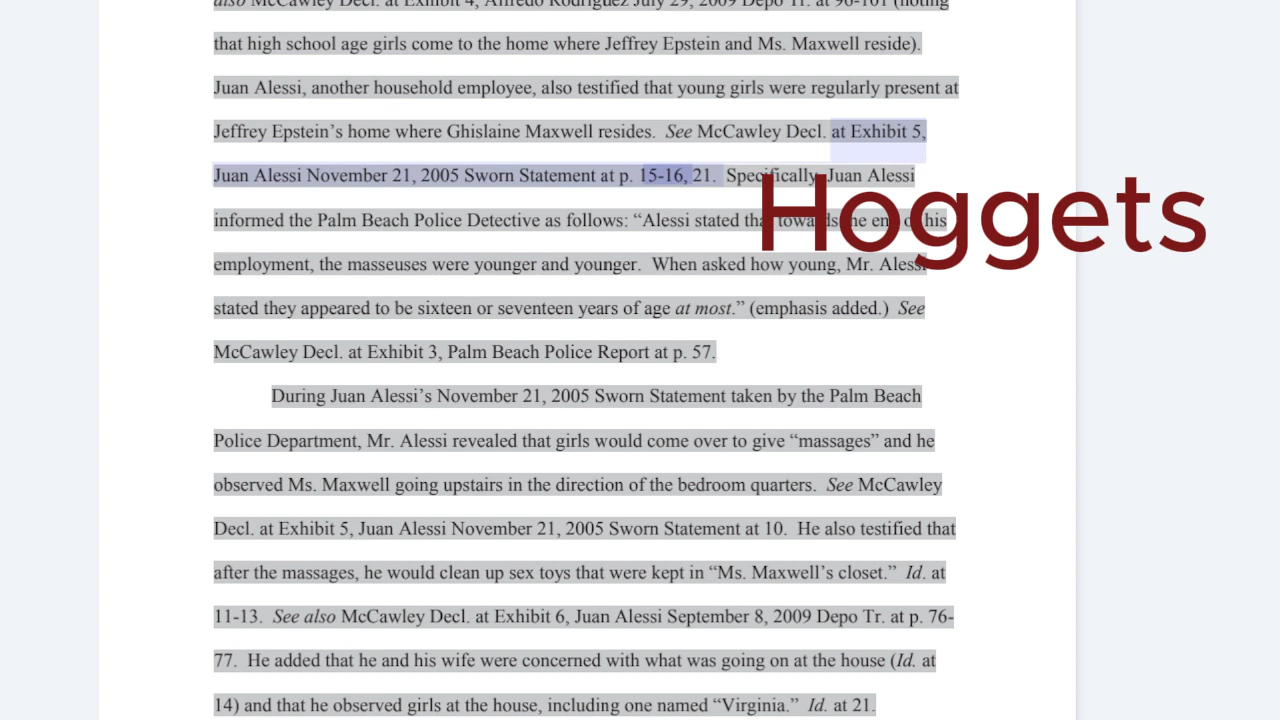 also McCawley Decl. at Exhibit 4, Alfredo Rodriguez July 29, 2009 Depo Tr. at 96-101 (noting
that high school age girls come to the home where Jeffrey Epstein and Ms. Maxwell reside).
Juan Alessi, another household employee, also testified that young girls were regularly present at
Jeffrey Epstein’s home where Ghislaine Maxwell resides. See McCawley Decl. at Exhibit 5,
Juan Alessi November 21, 2005 Sworn Statement at p. 15-16, 21. Specifically, Juan Alessi
Hoggets
informed the Palm Beach Police Detective as follows: “Alessi stated that towards the end of his
employment, the masseuses were younger and younger. When asked how young, Mr. Alessi
stated they appeared to be sixteen or seventeen years of age at most.” (emphasis added.) See
McCawley Decl. at Exhibit 3, Palm Beach Police Report at p. 57.
During Juan Alessi’s November 21, 2005 Sworn Statement taken by the Palm Beach
Police Department, Mr. Alessi revealed that girls would come over to give “massages” and he
observed Ms. Maxwell going upstairs in the direction of the bedroom quarters. See McCawley
Decl. at Exhibit 5, Juan Alessi November 21, 2005 Sworn Statement at 10. He also testified that
after the massages, he would clean up sex toys that were kept in “Ms. Maxwell’s closet.” Id. at
11-13. See also McCawley Decl. at Exhibit 6, Juan Alessi September 8, 2009 Depo Tr. at p. 76-
77. He added that he and his wife were concerned with what was going on at the house (Id. at
14) and that he observed girls at the house, including one named “Virginia.” Id. at 21.